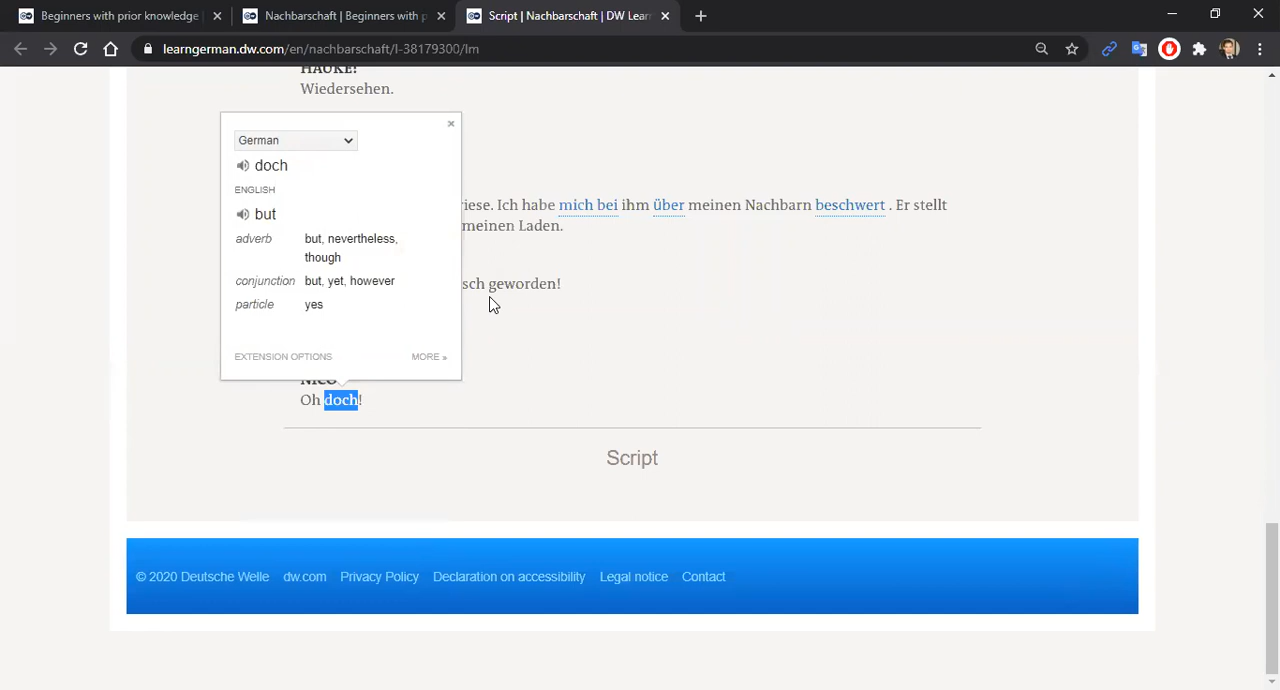 Beginners with prior knowledge
Nachbarschaft | Beginners with p
Script | Nachbarschaft | DW Lear
learngerman.dw.com/en/nachbarschaft/l-38179300/lm
HAUKE:
Wiedersehen.
German
doch
ENGLISH
but
adverb but, nevertheless,
though
conjunction but, yet, however
particle yes
EXTENSION OPTIONS MORE »
riese. Ich habe mich bei ihm über meinen Nachbarn beschwert . Er stellt
meinen Laden.
sch geworden!
NICO
Oh doch!
Script
© 2020 Deutsche Welle dw.com Privacy Policy Declaration on accessibility Legal notice Contact